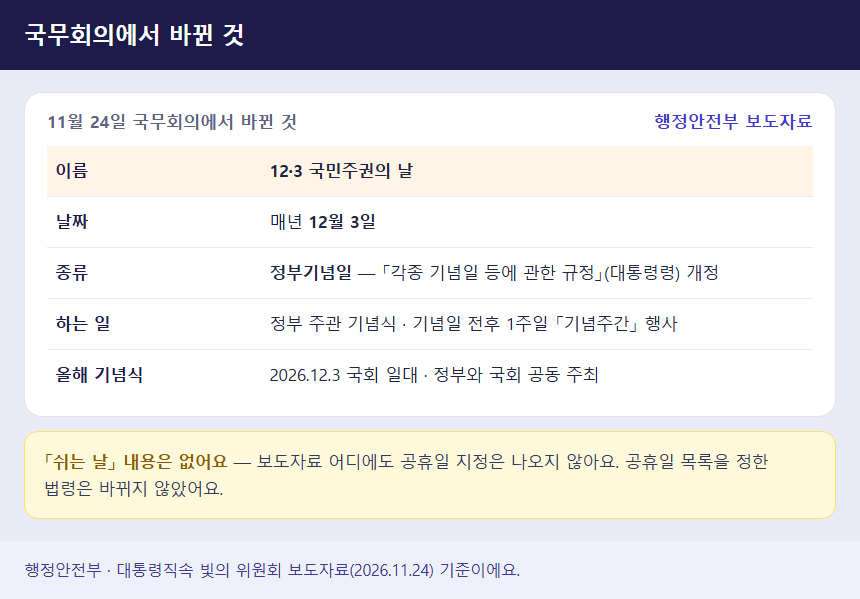 국무회의에서 바뀐 것
11월 24일 국무회의에서 바뀐 것
행정안전부 보도자료
이름 12·3 국민주권의 날
날짜 매년 12월 3일
종류 정부기념일 — 「각종 기념일 등에 관한 규정」(대통령령) 개정
하는 일 정부 주관 기념식 · 기념일 전후 1주일 「기념주간」 행사
올해 기념식 2026.12.3 국회 일대 · 정부와 국회 공동 주최
「쉬는 날」 내용은 없어요 — 보도자료 어디에도 공휴일 지정은 나오지 않아요. 공휴일 목록을 정한
법령은 바뀌지 않았어요.
행정안전부 · 대통령직속 빛의 위원회 보도자료(2026.11.24) 기준이에요.